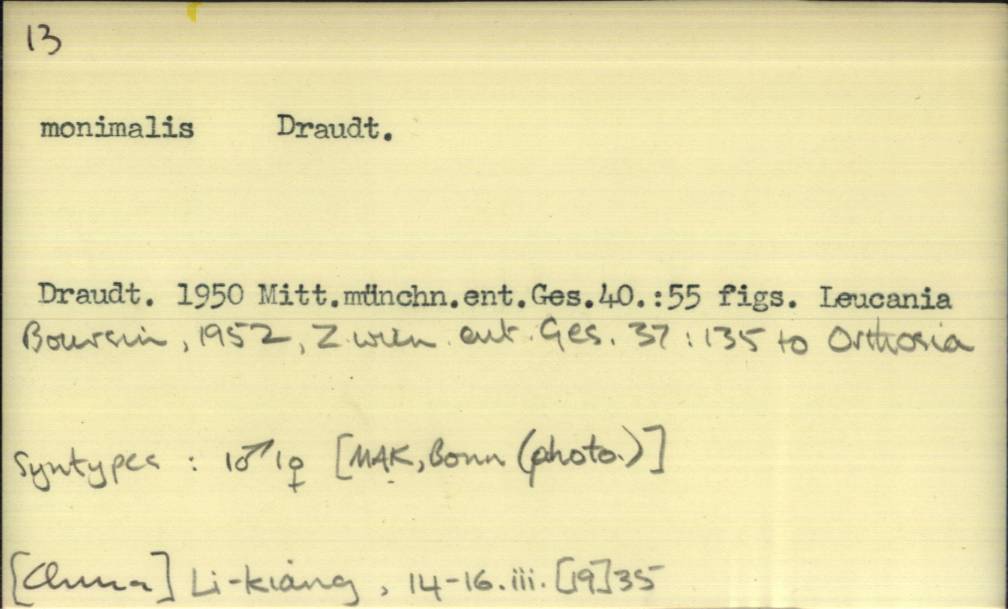 13
monimalis Draudt.
Draudt. 1950 Mitt.münchn.ent.Ges.40.:55 figs. Leucania
Boursin, 1952, Z. wien. ent. Ges. 37 : 135 to Orthosia
Syntypes : 1♂ 1♀ [MAK, Bonn (photo.)]
[China] Li-kiang, 14-16.iii.[19]35